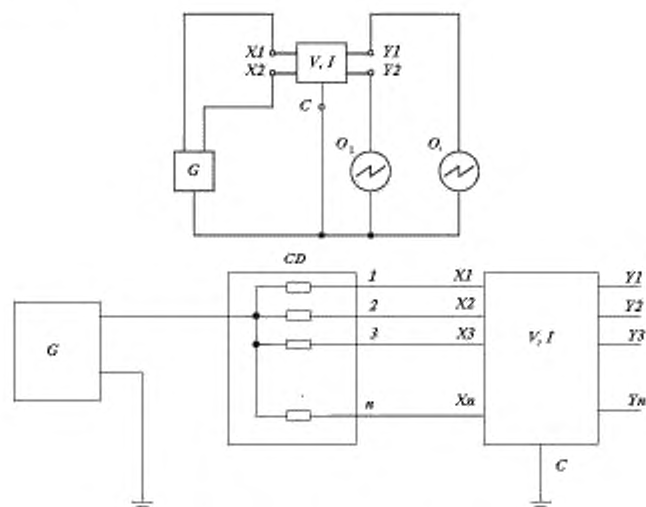 X1 Y1
X2 V, I Y2
C
O₂ O₁
G
CD
1 X1 Y1
2 X2 Y2
3 X3 Y3
G V, I
n Xn Yn
C